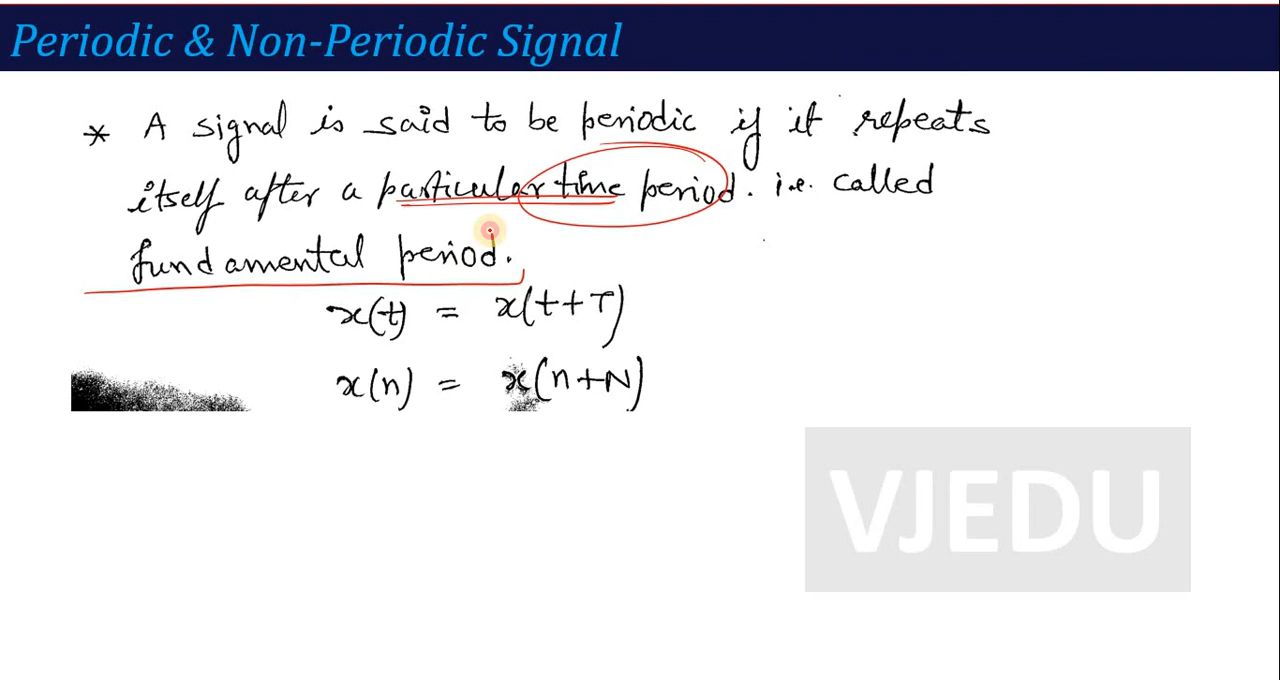 Periodic & Non-Periodic Signal
* A signal is said to be periodic if it repeats
itself after a particular time period. i.e. called
fundamental period.
x(t) = x(t+T)
x(n) = x(n+N)
VJEDU